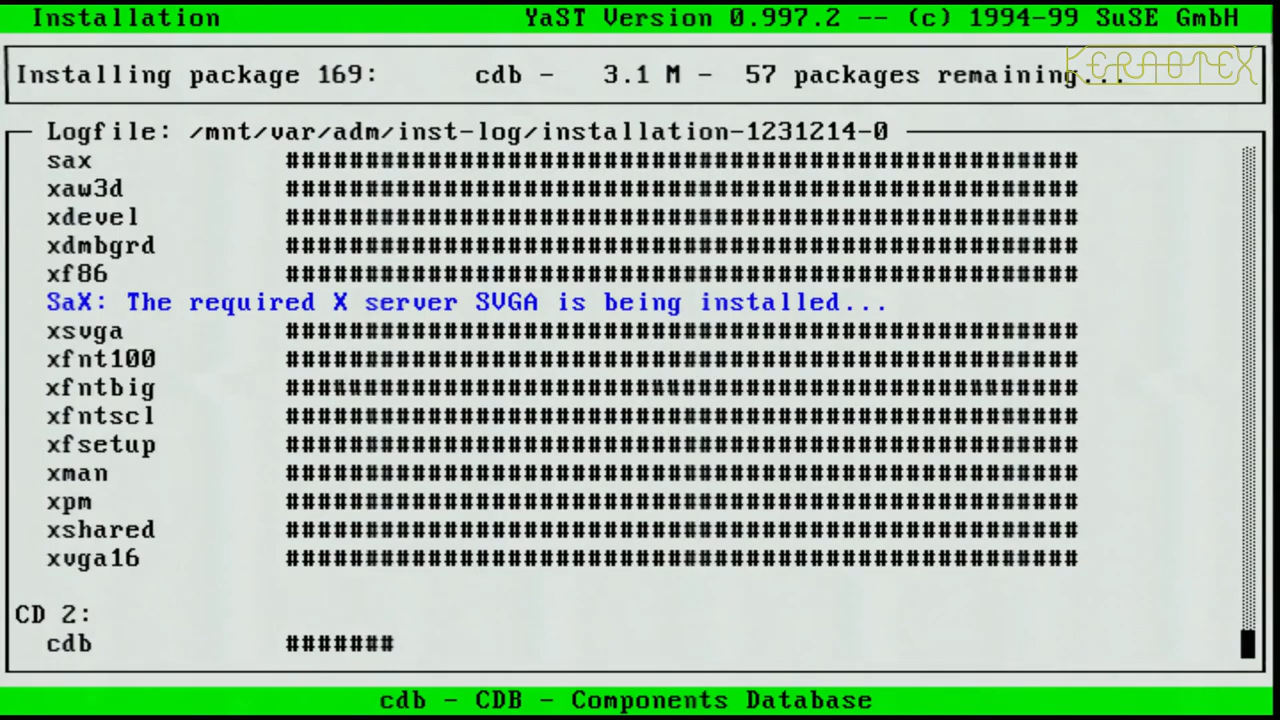 Installation YaST Version 0.997.2 -- (c) 1994-99 SuSE GmbH
Installing package 169: cdb - 3.1 M - 57 packages remaining...
Logfile: /mnt/var/adm/inst-log/installation-1231214-0
sax ##################################################
xaw3d ##################################################
xdevel ##################################################
xdmbgrd ##################################################
xf86 ##################################################
SaX: The required X server SVGA is being installed...
xsvga ##################################################
xfnt100 ##################################################
xfntbig ##################################################
xfntscl ##################################################
xfsetup ##################################################
xman ##################################################
xpm ##################################################
xshared ##################################################
xvga16 ##################################################
CD 2:
cdb #######
cdb - CDB - Components Database